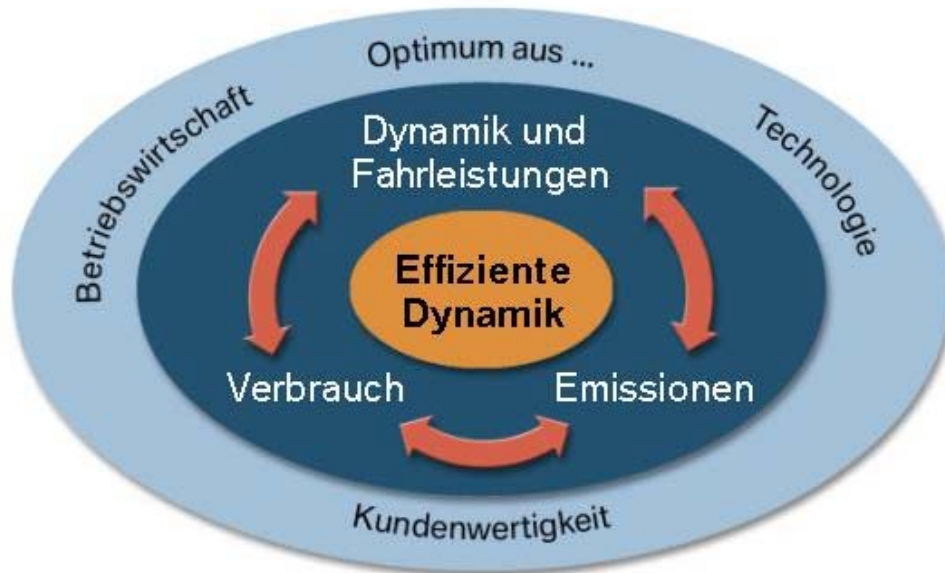 Optimum aus ...
Betriebswirtschaft
Technologie
Dynamik und
Fahrleistungen
Effiziente
Dynamik
Verbrauch
Emissionen
Kundenwertigkeit